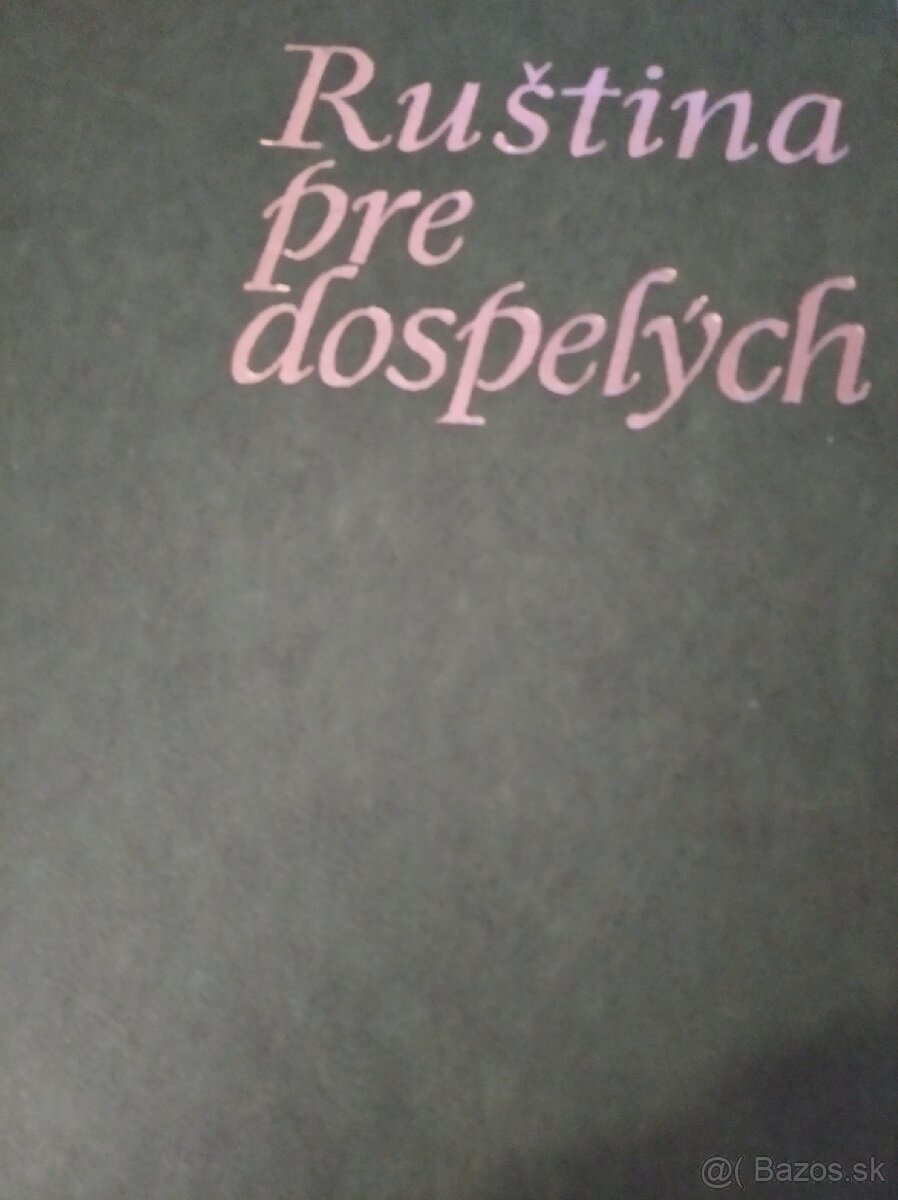 Ruština
pre
dospelých
@( Bazos.sk